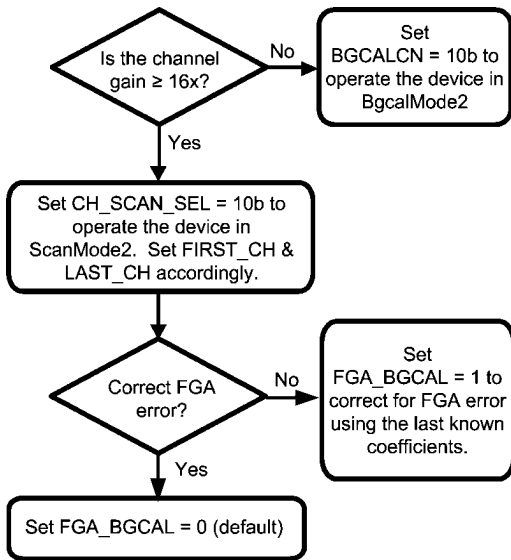 Is the channel
gain ≥ 16x?
No
Set
BGCALCN = 10b to
operate the device in
BgcalMode2
Yes
Set CH_SCAN_SEL = 10b to
operate the device in
ScanMode2. Set FIRST_CH &
LAST_CH accordingly.
Correct FGA
error?
No
Set
FGA_BGCAL = 1 to
correct for FGA error
using the last known
coefficients.
Yes
Set FGA_BGCAL = 0 (default)